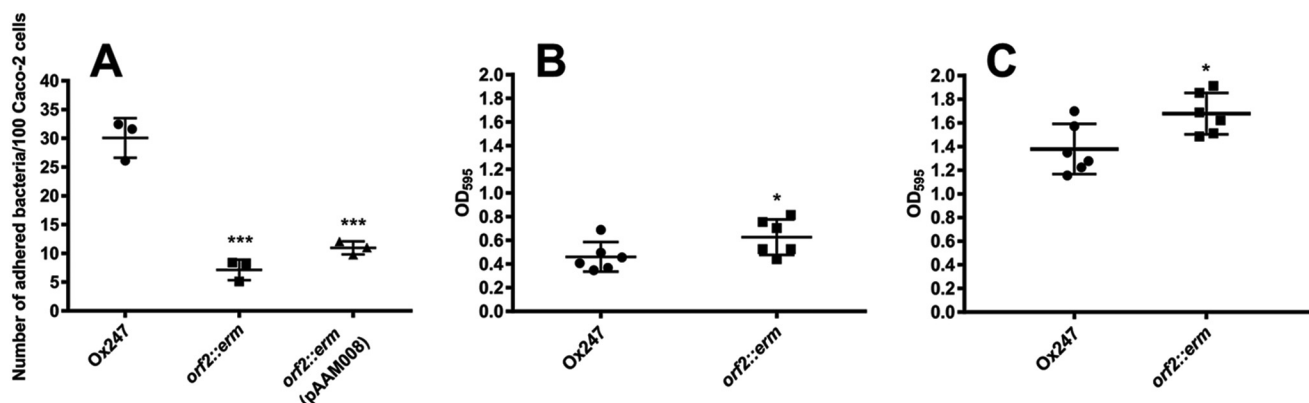 A
Number of adhered bacteria/100 Caco-2 cells
40
35
30
25
20
15
10
5
0
***
***
Ox247
orf2::erm
orf2::erm
(pAAM008)
B
OD595
2.0
1.8
1.6
1.4
1.2
1.0
0.8
0.6
0.4
0.2
0.0
*
Ox247
orf2::erm
C
OD595
2.0
1.8
1.6
1.4
1.2
1.0
0.8
0.6
0.4
0.2
0.0
*
Ox247
orf2::erm